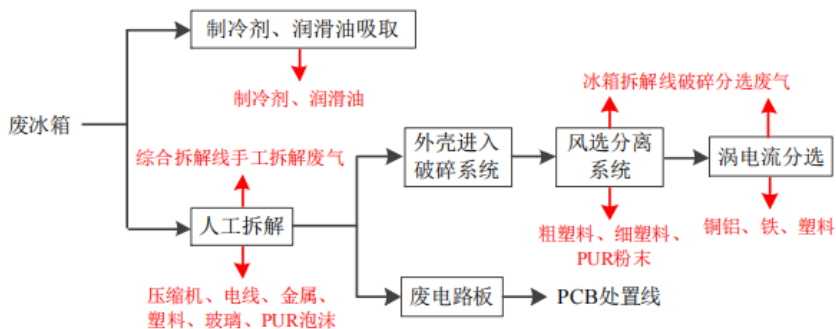 制冷剂、润滑油吸取
制冷剂、润滑油
冰箱拆解线破碎分选废气
废冰箱
综合拆解线手工拆解废气
外壳进入
破碎系统
风选分离
系统
涡电流分选
人工拆解
粗塑料、细塑料、
PUR粉末
铜铝、铁、塑料
压缩机、电线、金属、
塑料、玻璃、PUR泡沫
废电路板
PCB处置线